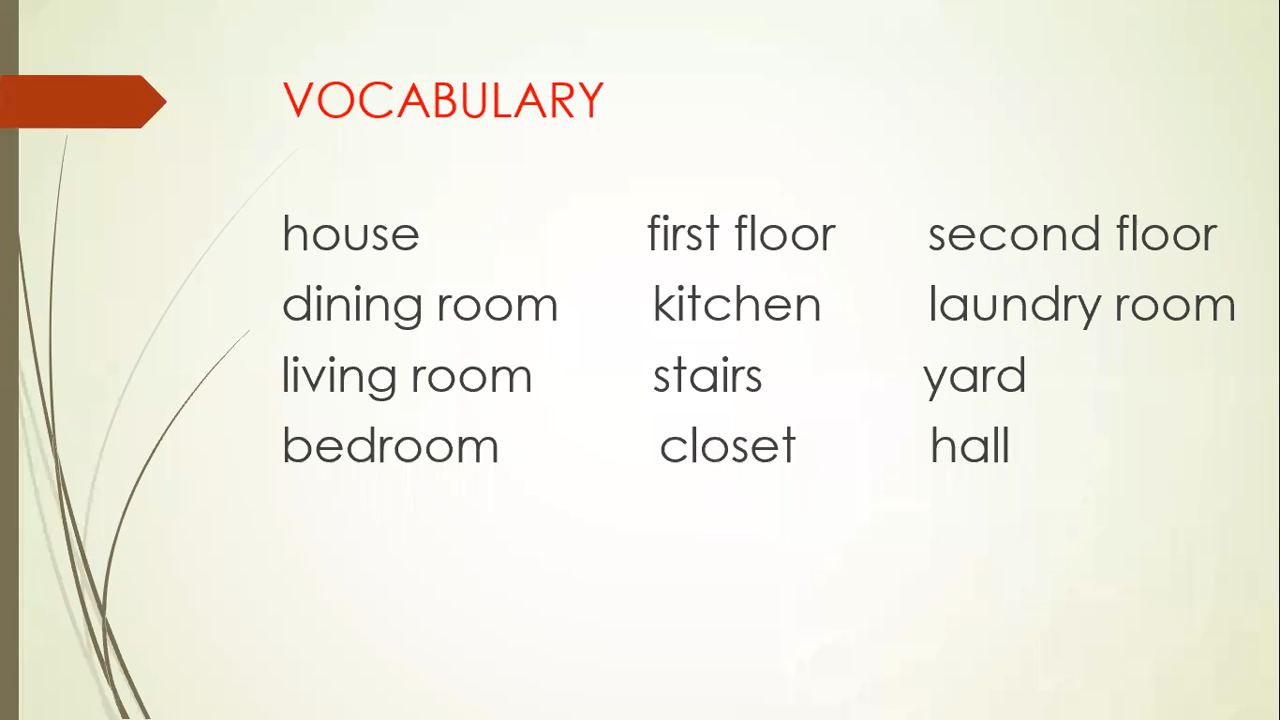 VOCABULARY
house first floor second floor
dining room kitchen laundry room
living room stairs yard
bedroom closet hall